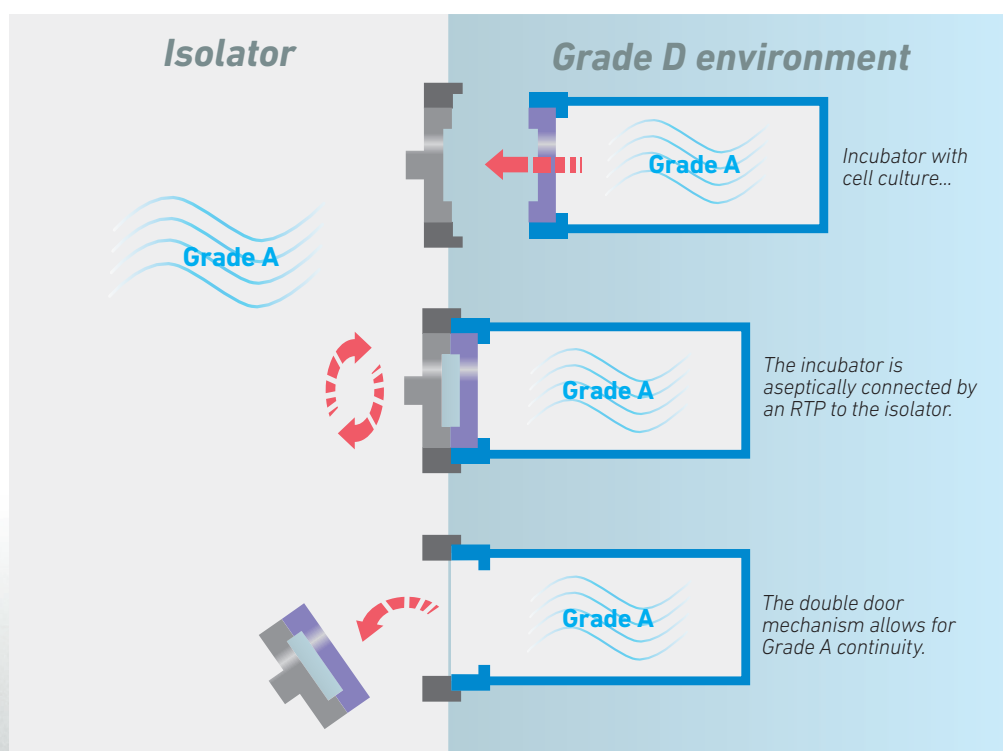 Isolator
Grade D environment
Grade A
Incubator with
cell culture...
Grade A
Grade A
The incubator is
aseptically connected by
an RTP to the isolator.
Grade A
The double door
mechanism allows for
Grade A continuity.